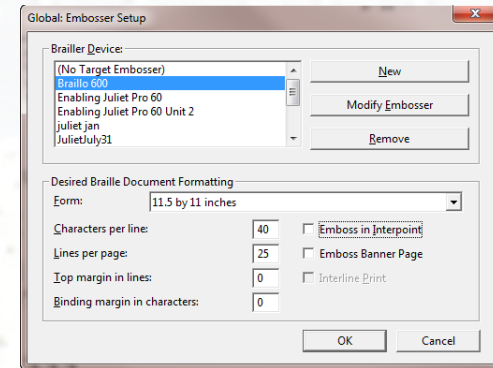 Global: Embosser Setup
Brailler Device:
(No Target Embosser)
Braillo 600
Enabling Juliet Pro 60
Enabling Juliet Pro 60 Unit 2
juliet jan
JulietJuly31
New
Modify Embosser
Remove
Desired Braille Document Formatting
Form: 11.5 by 11 inches
Characters per line: 40 Emboss in Interpoint
Lines per page: 25 Emboss Banner Page
Top margin in lines: 0 Interline Print
Binding margin in characters: 0
OK Cancel